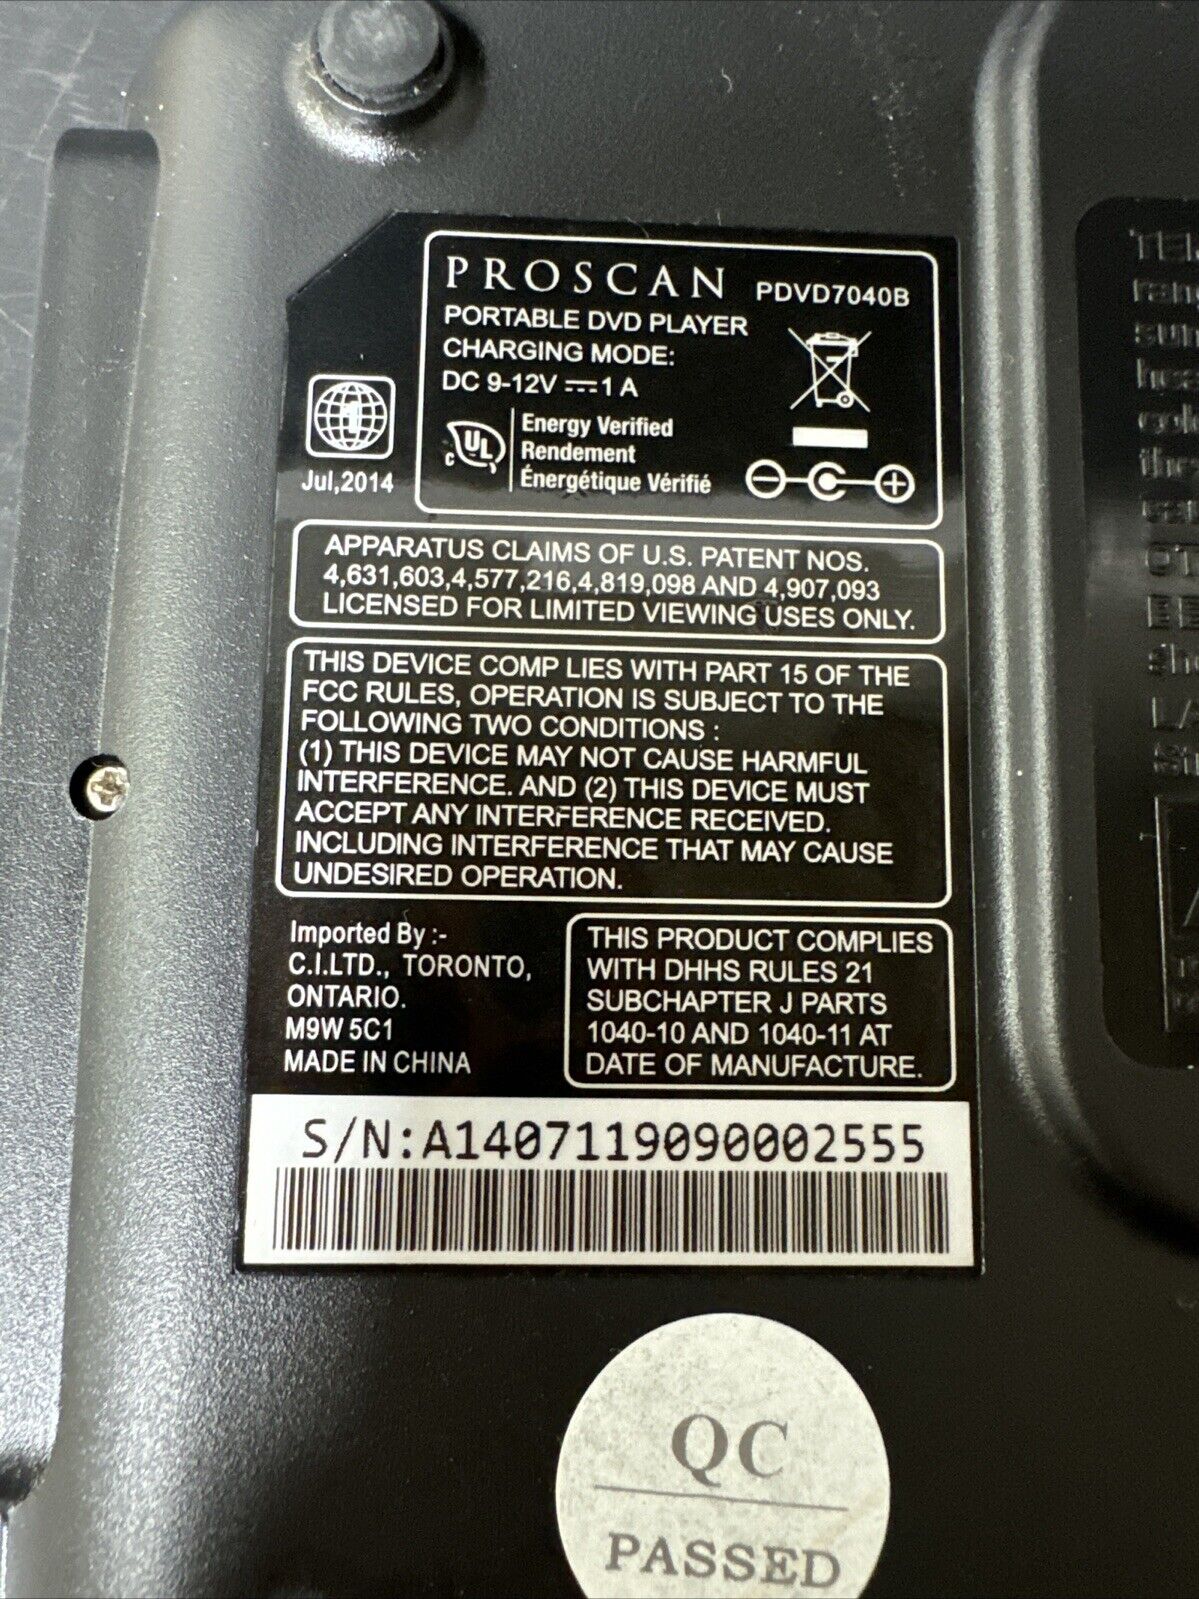 PROSCAN PDVD7040B
PORTABLE DVD PLAYER
CHARGING MODE:
DC 9-12V ⎓ 1 A
c UL
Energy Verified
Rendement
Énergétique Vérifié
1
Jul,2014
APPARATUS CLAIMS OF U.S. PATENT NOS.
4,631,603,4,577,216,4,819,098 AND 4,907,093
LICENSED FOR LIMITED VIEWING USES ONLY.
THIS DEVICE COMP LIES WITH PART 15 OF THE
FCC RULES, OPERATION IS SUBJECT TO THE
FOLLOWING TWO CONDITIONS :
(1) THIS DEVICE MAY NOT CAUSE HARMFUL
INTERFERENCE. AND (2) THIS DEVICE MUST
ACCEPT ANY INTERFERENCE RECEIVED.
INCLUDING INTERFERENCE THAT MAY CAUSE
UNDESIRED OPERATION.
Imported By :-
C.I.LTD., TORONTO,
ONTARIO.
M9W 5C1
MADE IN CHINA
THIS PRODUCT COMPLIES
WITH DHHS RULES 21
SUBCHAPTER J PARTS
1040-10 AND 1040-11 AT
DATE OF MANUFACTURE.
S/N:A1407119090002555
QC
PASSED